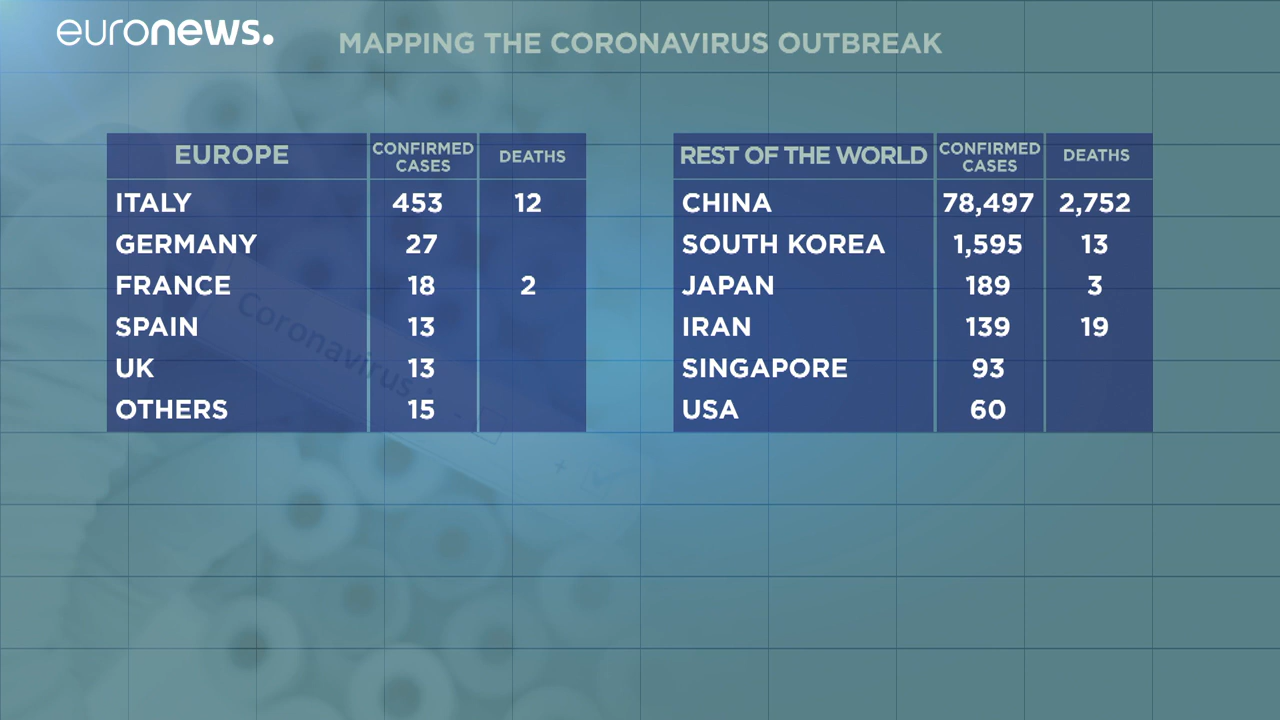 euronews.
MAPPING THE CORONAVIRUS OUTBREAK
EUROPE CONFIRMED CASES DEATHS
ITALY 453 12
GERMANY 27
FRANCE 18 2
SPAIN 13
UK 13
OTHERS 15
REST OF THE WORLD CONFIRMED CASES DEATHS
CHINA 78,497 2,752
SOUTH KOREA 1,595 13
JAPAN 189 3
IRAN 139 19
SINGAPORE 93
USA 60
Coronavirus